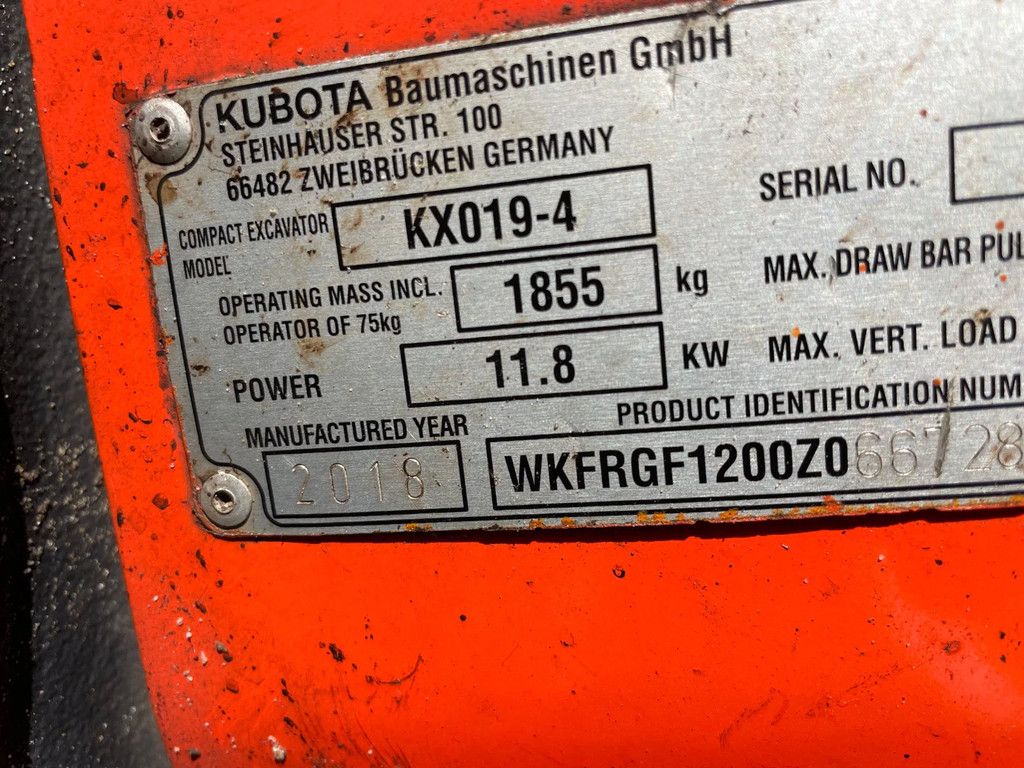 KUBOTA Baumaschinen GmbH
STEINHAUSER STR. 100
66482 ZWEIBRÜCKEN GERMANY
COMPACT EXCAVATOR
MODEL
KX019-4
OPERATING MASS INCL.
OPERATOR OF 75kg
1855 kg
POWER 11.8 KW
MANUFACTURED YEAR
2018
SERIAL NO.
MAX. DRAW BAR PUL
MAX. VERT. LOAD
PRODUCT IDENTIFICATION NUM
WKFRGF1200Z066728